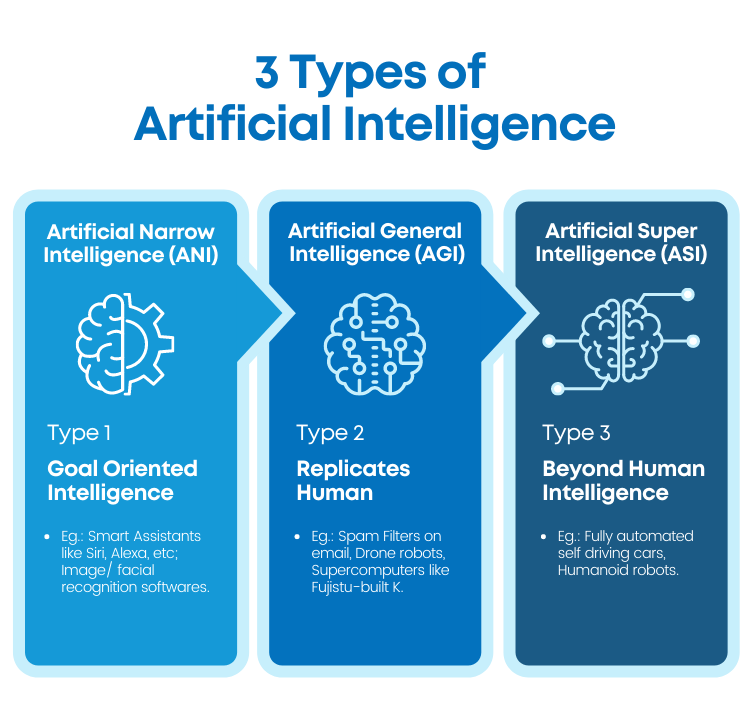 3 Types of
Artificial Intelligence
Artificial Narrow
Intelligence (ANI)
Type 1
Goal Oriented
Intelligence
• Eg.: Smart Assistants
like Siri, Alexa, etc;
Image/ facial
recognition softwares.
Artificial General
Intelligence (AGI)
Type 2
Replicates
Human
• Eg.: Spam Filters on
email, Drone robots,
Supercomputers like
Fujistu-built K.
Artificial Super
Intelligence (ASI)
Type 3
Beyond Human
Intelligence
• Eg.: Fully automated
self driving cars,
Humanoid robots.